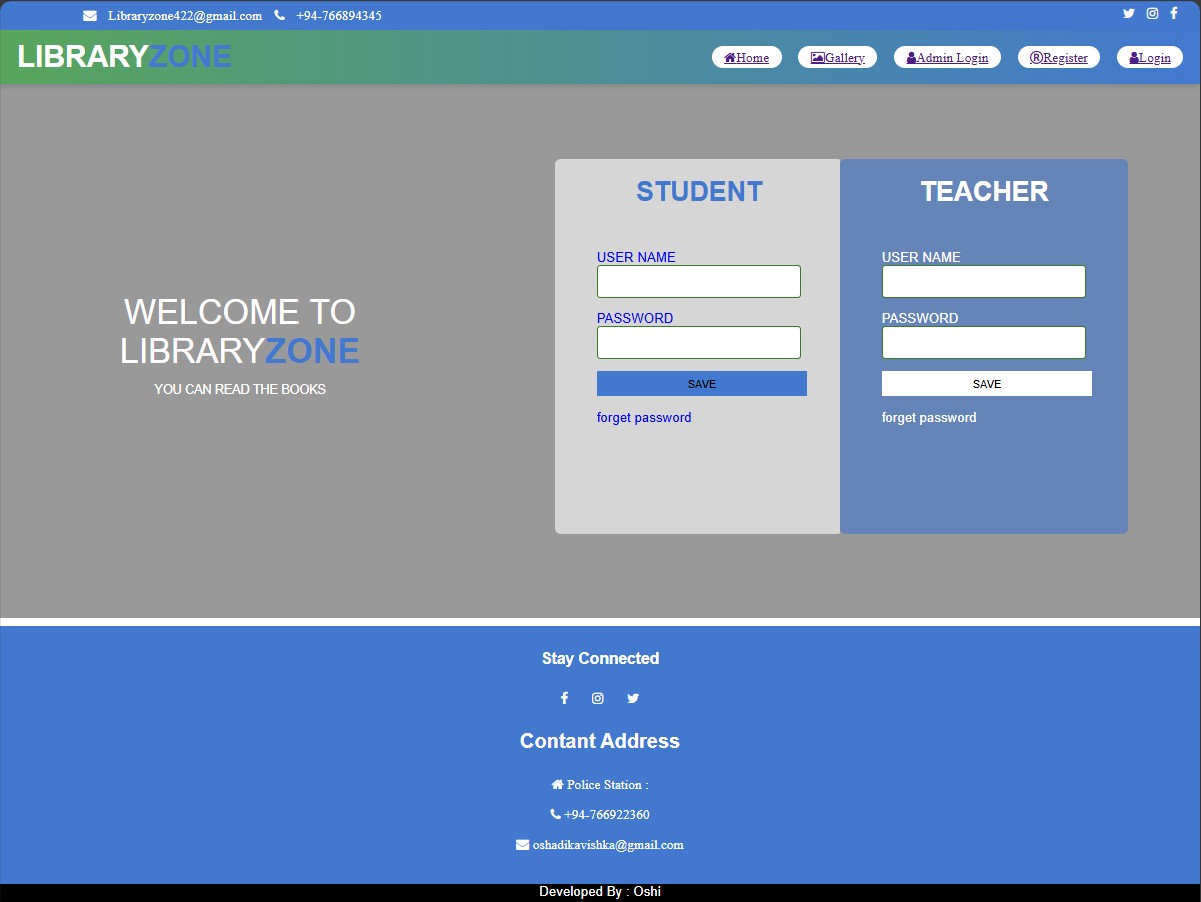 Libraryzone422@gmail.com +94-766894345
LIBRARYZONE
Home Gallery Admin Login Register Login
WELCOME TO
LIBRARYZONE
YOU CAN READ THE BOOKS
STUDENT
USER NAME
PASSWORD
SAVE
forget password
TEACHER
USER NAME
PASSWORD
SAVE
forget password
Stay Connected
Contant Address
Police Station :
+94-766922360
oshadikavishka@gmail.com
Developed By : Oshi